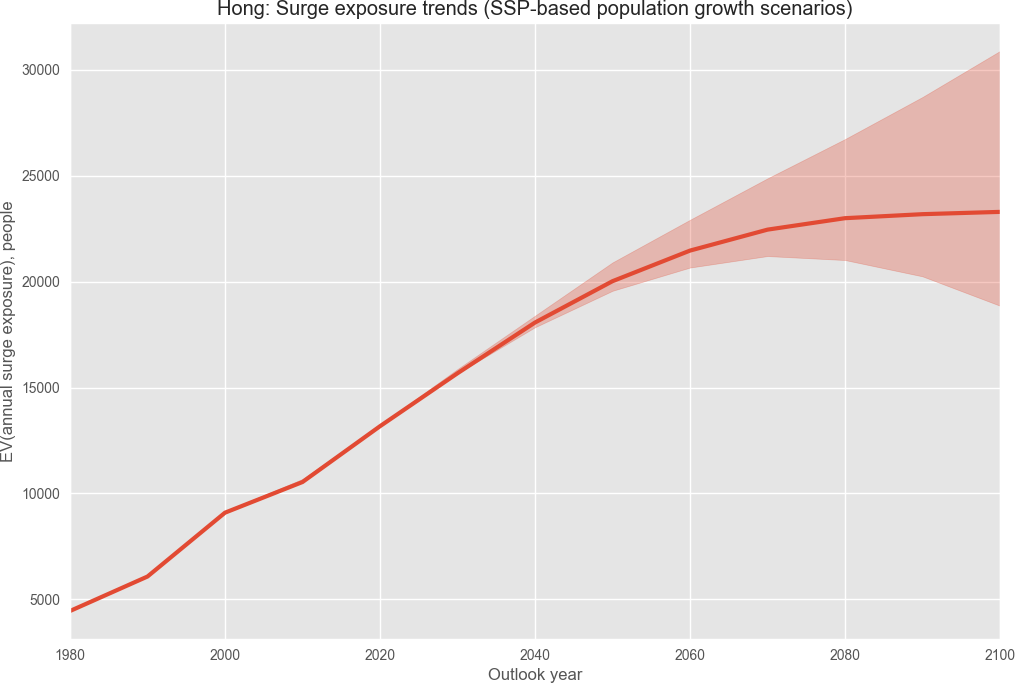 Hong: Surge exposure trends (SSP-based population growth scenarios)
30000
25000
20000
15000
10000
5000
EV(annual surge exposure), people
1980 2000 2020 2040 2060 2080 2100
Outlook year